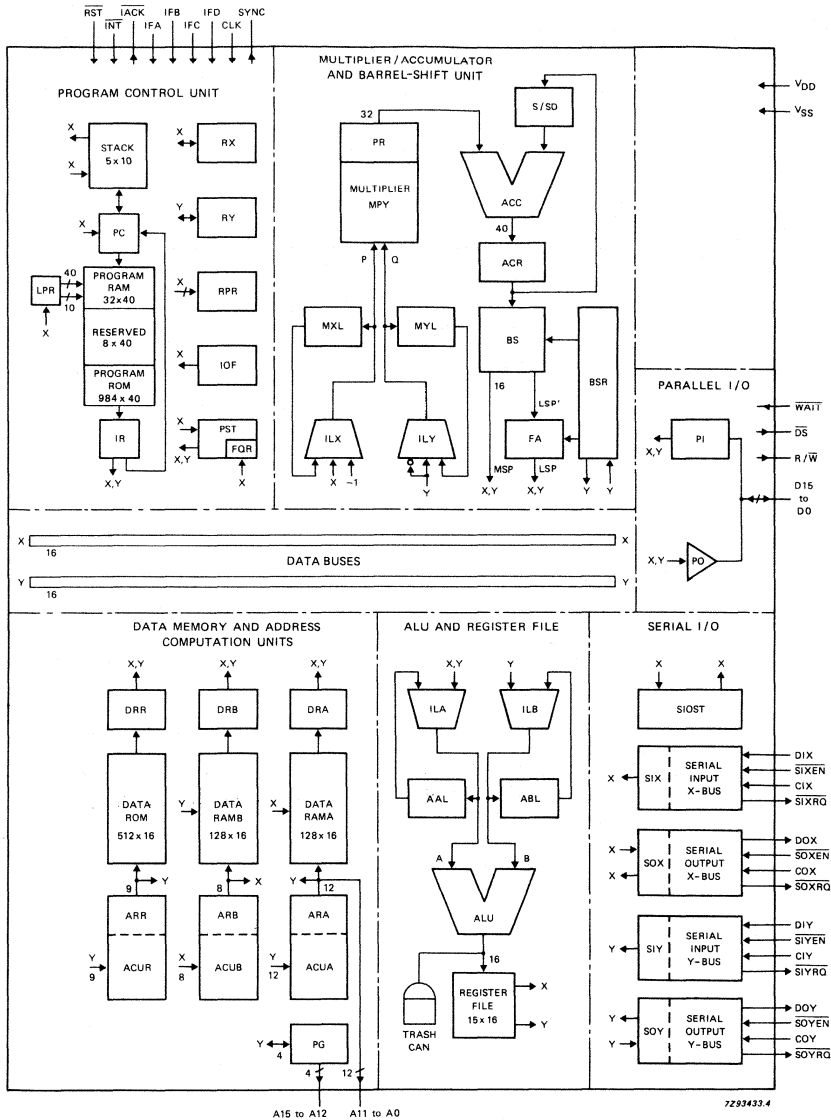 RST INT IACK IFA IFB IFC IFD CLK SYNC
PROGRAM CONTROL UNIT
X
STACK
5 x 10
X
X
PC
LPR
40
10
X
PROGRAM
RAM
32x40
RESERVED
8 x 40
PROGRAM
ROM
984 x 40
IR
X,Y
X
RX
Y
RY
X
RPR
X
IOF
X
X,Y
PST
FQR
X
MULTIPLIER/ACCUMULATOR
AND BARREL-SHIFT UNIT
32
PR
MULTIPLIER
MPY
P
Q
S/SD
ACC
40
ACR
MXL
MYL
BS
BSR
16
LSP'
ILX
ILY
FA
X
-1
Y
MSP
LSP
X,Y
X,Y
Y
Y
VDD
VSS
PARALLEL I/O
PI
X,Y
WAIT
DS
R/W
D15
to
D0
X,Y
PO
X
X
16
DATA BUSES
Y
Y
16
DATA MEMORY AND ADDRESS
COMPUTATION UNITS
X,Y
X,Y
X,Y
DRR
DRB
DRA
DATA
ROM
512 x 16
Y
DATA
RAMB
128 x 16
X
DATA
RAMA
128 x 16
9
Y
8
X
Y
12
ARR
ARB
ARA
Y
9
ACUR
X
8
ACUB
Y
12
ACUA
Y
4
PG
4
12
A15 to A12
A11 to A0
ALU AND REGISTER FILE
X,Y
Y
ILA
ILB
AAL
ABL
A
B
ALU
16
TRASH
CAN
REGISTER
FILE
15 x 16
X
Y
SERIAL I/O
X
X
SIOST
X
SIX
SERIAL
INPUT
X-BUS
DIX
SIXEN
CIX
SIXRQ
X
X
SOX
SERIAL
OUTPUT
X-BUS
DOX
SOXEN
COX
SOXRQ
Y
SIY
SERIAL
INPUT
Y-BUS
DIY
SIYEN
CIY
SIYRQ
Y
Y
SOY
SERIAL
OUTPUT
Y-BUS
DOY
SOYEN
COY
SOYRQ
7Z93433.4